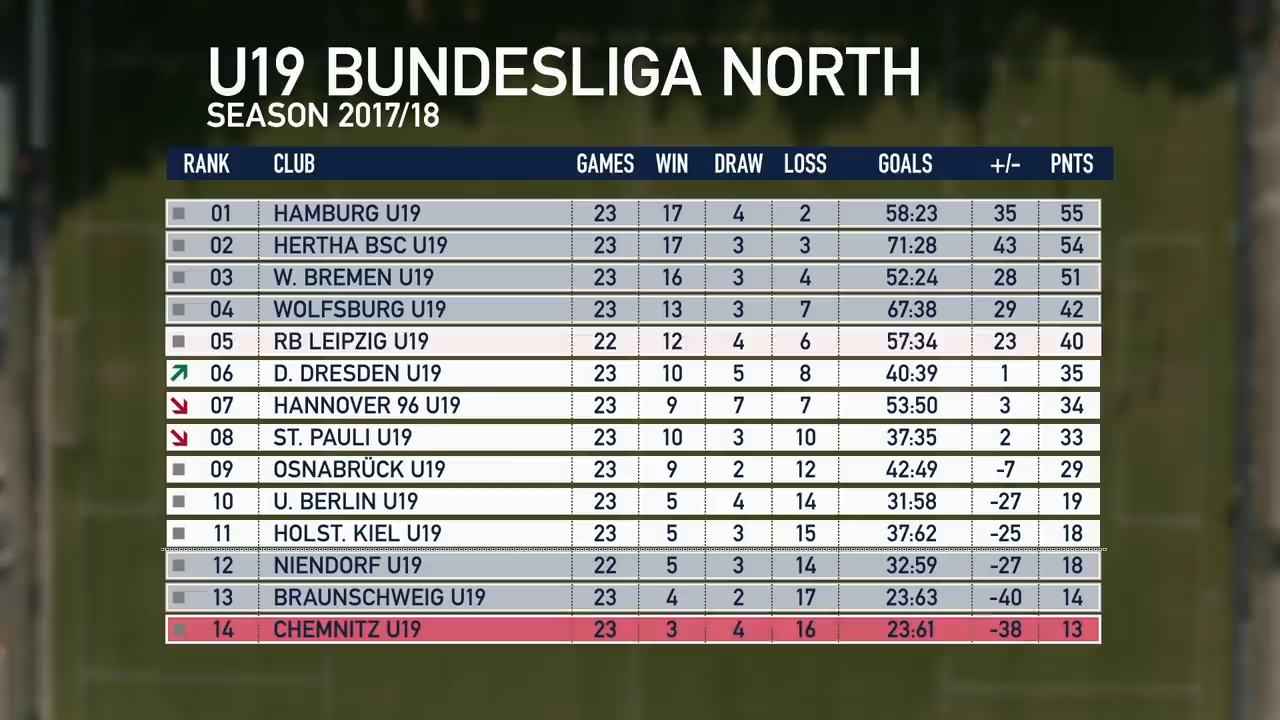 U19 BUNDESLIGA NORTH
SEASON 2017/18
RANK CLUB GAMES WIN DRAW LOSS GOALS +/- PNTS
01 HAMBURG U19 23 17 4 2 58:23 35 55
02 HERTHA BSC U19 23 17 3 3 71:28 43 54
03 W. BREMEN U19 23 16 3 4 52:24 28 51
04 WOLFSBURG U19 23 13 3 7 67:38 29 42
05 RB LEIPZIG U19 22 12 4 6 57:34 23 40
06 D. DRESDEN U19 23 10 5 8 40:39 1 35
07 HANNOVER 96 U19 23 9 7 7 53:50 3 34
08 ST. PAULI U19 23 10 3 10 37:35 2 33
09 OSNABRÜCK U19 23 9 2 12 42:49 -7 29
10 U. BERLIN U19 23 5 4 14 31:58 -27 19
11 HOLST. KIEL U19 23 5 3 15 37:62 -25 18
12 NIENDORF U19 22 5 3 14 32:59 -27 18
13 BRAUNSCHWEIG U19 23 4 2 17 23:63 -40 14
14 CHEMNITZ U19 23 3 4 16 23:61 -38 13